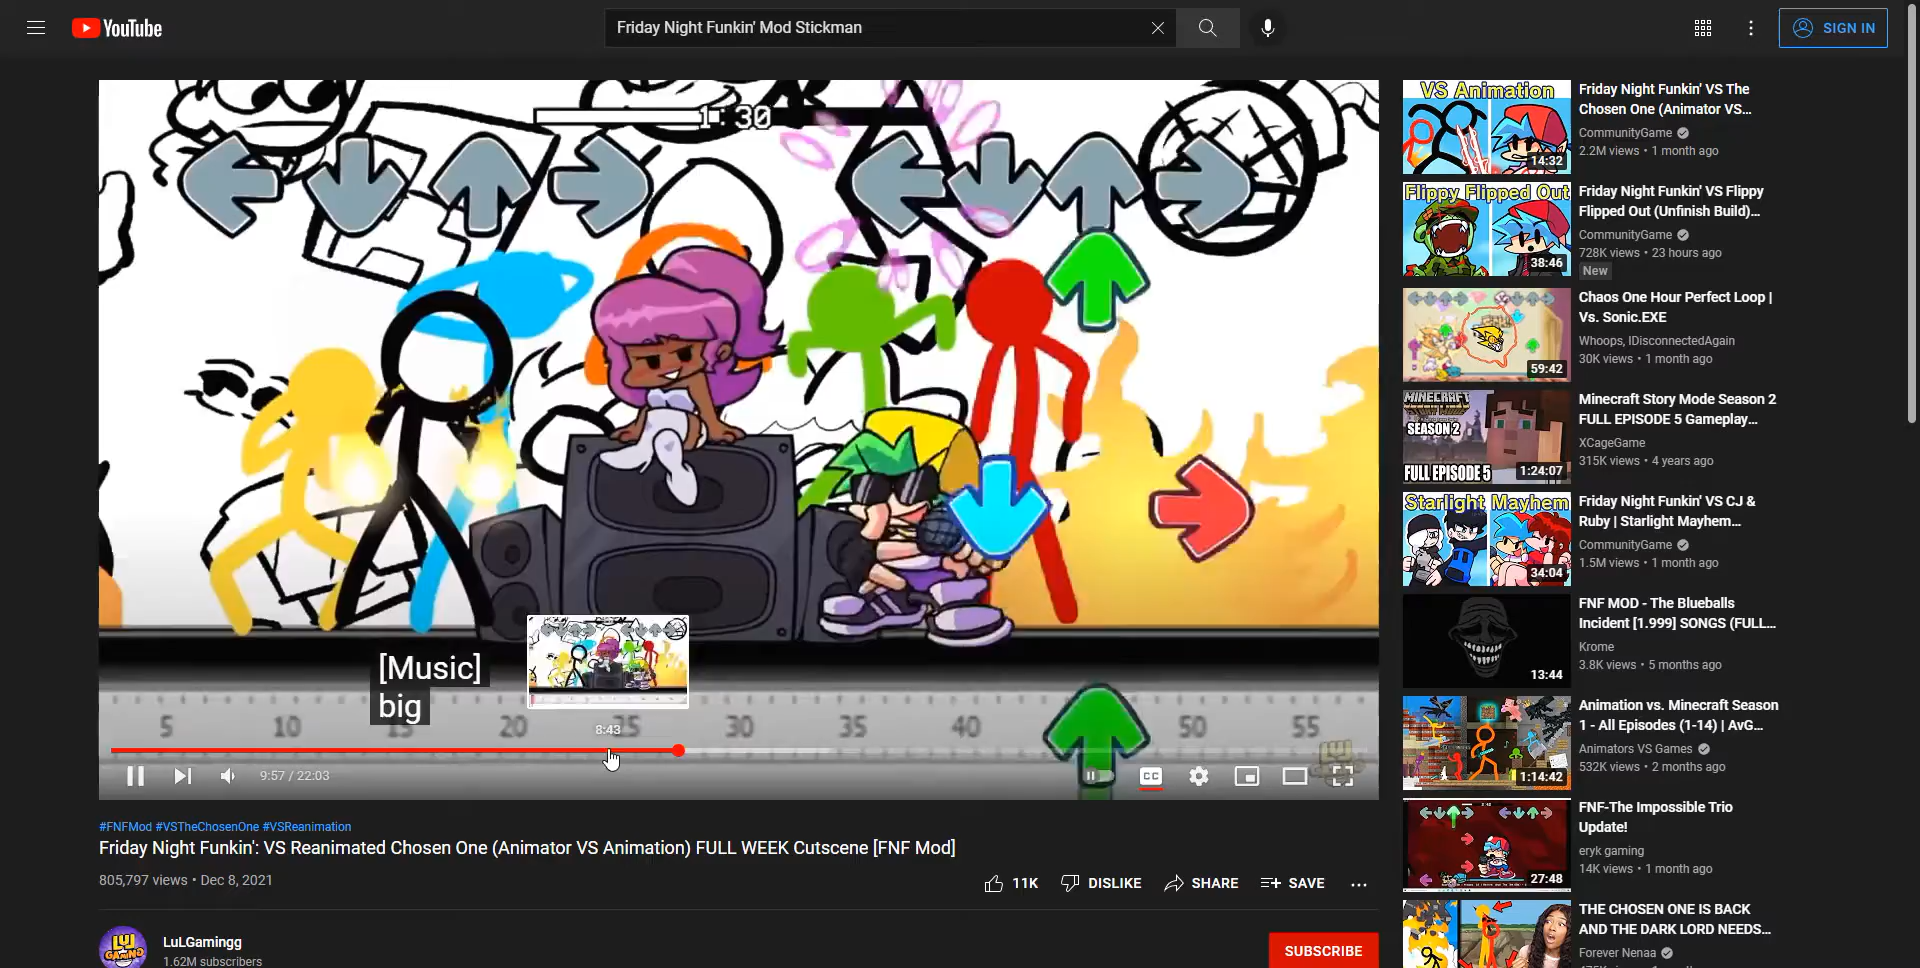 YouTube
Friday Night Funkin' Mod Stickman
SIGN IN
1:30
[Music]
big
5 10 15 20 25 30 35 40 50 55
8:43
9:57 / 22:03
CC
#FNFMod #VSTheChosenOne #VSReanimation
Friday Night Funkin': VS Reanimated Chosen One (Animator VS Animation) FULL WEEK Cutscene [FNF Mod]
805,797 views • Dec 8, 2021
11K
DISLIKE
SHARE
SAVE
LuL
GAMING
LuLGamingg
1.62M subscribers
SUBSCRIBE
VS Animation
14:32
Friday Night Funkin' VS The
Chosen One (Animator VS...
CommunityGame
2.2M views • 1 month ago
Flippy Flipped Out
38:46
Friday Night Funkin' VS Flippy
Flipped Out (Unfinish Build)...
CommunityGame
728K views • 23 hours ago
New
59:42
Chaos One Hour Perfect Loop |
Vs. Sonic.EXE
Whoops, IDisconnectedAgain
30K views • 1 month ago
MINECRAFT
SEASON 2
FULL EPISODE 5
1:24:07
Minecraft Story Mode Season 2
FULL EPISODE 5 Gameplay...
XCageGame
315K views • 4 years ago
Starlight Mayhem
34:04
Friday Night Funkin' VS CJ &
Ruby | Starlight Mayhem...
CommunityGame
1.5M views • 1 month ago
13:44
FNF MOD - The Blueballs
Incident [1.999] SONGS (FULL...
Krome
3.8K views • 5 months ago
1:14:42
Animation vs. Minecraft Season
1 - All Episodes (1-14) | AvG...
Animators VS Games
532K views • 2 months ago
27:48
FNF-The Impossible Trio
Update!
eryk gaming
14K views • 1 month ago
THE CHOSEN ONE IS BACK
AND THE DARK LORD NEEDS...
Forever Nenaa